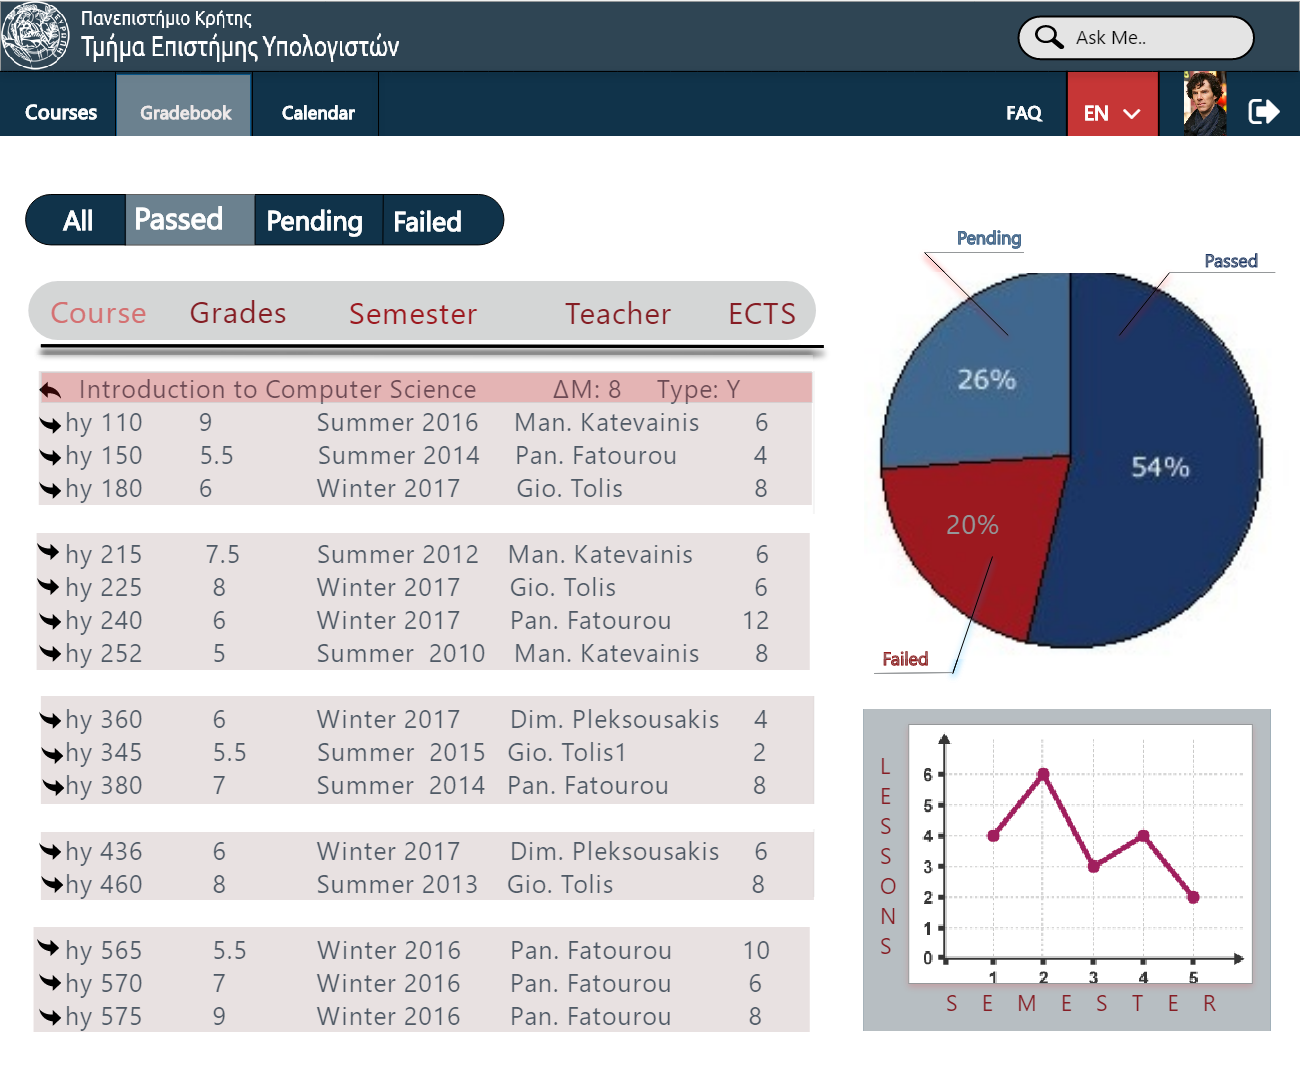 Πανεπιστήμιο Κρήτης
Τμήμα Επιστήμης Υπολογιστών
Ask Me..
Courses Gradebook Calendar FAQ EN
All Passed Pending Failed
Course Grades Semester Teacher ECTS
Introduction to Computer Science ΔΜ: 8 Type: Y
hy 110 9 Summer 2016 Man. Katevainis 6
hy 150 5.5 Summer 2014 Pan. Fatourou 4
hy 180 6 Winter 2017 Gio. Tolis 8
hy 215 7.5 Summer 2012 Man. Katevainis 6
hy 225 8 Winter 2017 Gio. Tolis 6
hy 240 6 Winter 2017 Pan. Fatourou 12
hy 252 5 Summer 2010 Man. Katevainis 8
hy 360 6 Winter 2017 Dim. Pleksousakis 4
hy 345 5.5 Summer 2015 Gio. Tolis1 2
hy 380 7 Summer 2014 Pan. Fatourou 8
hy 436 6 Winter 2017 Dim. Pleksousakis 6
hy 460 8 Summer 2013 Gio. Tolis 8
hy 565 5.5 Winter 2016 Pan. Fatourou 10
hy 570 7 Winter 2016 Pan. Fatourou 6
hy 575 9 Winter 2016 Pan. Fatourou 8
Pending
Passed
26%
54%
20%
Failed
LESSONS
6
5
4
3
2
1
0
1 2 3 4 5
S E M E S T E R